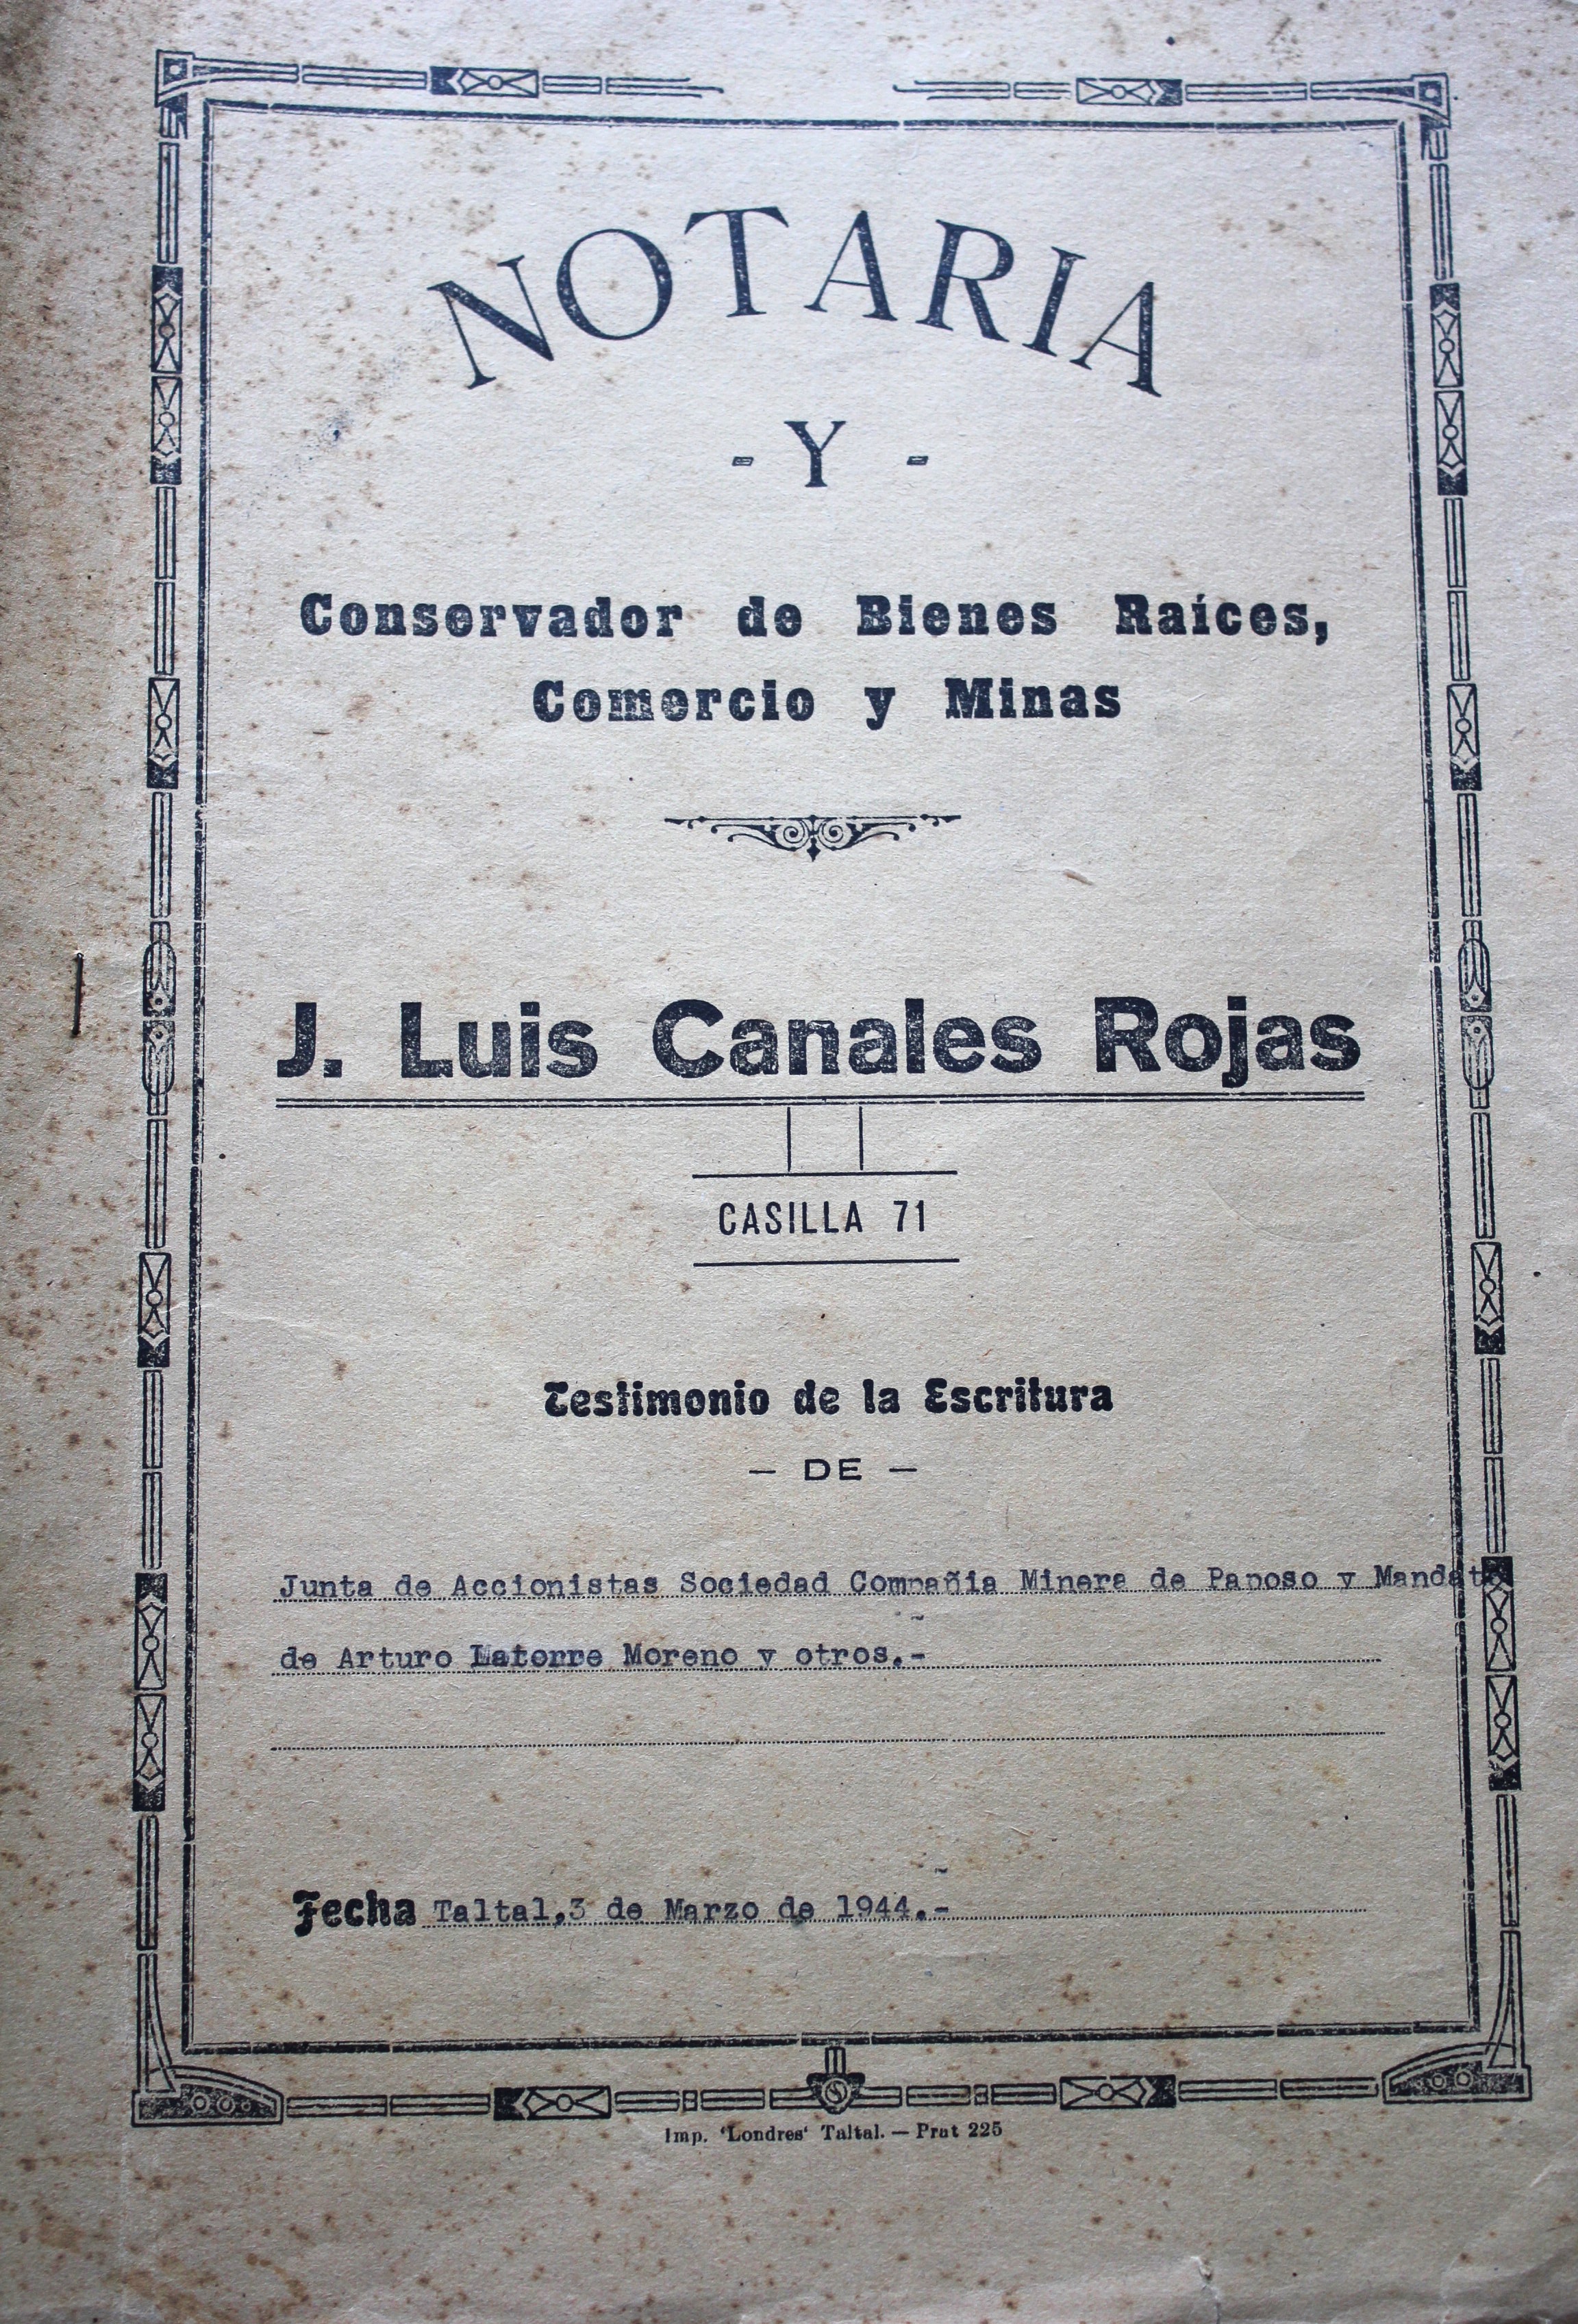 NOTARIA
- Y -
Conservador de Bienes Raíces,
Comercio y Minas
J. Luis Canales Rojas
CASILLA 71
Testimonio de la Escritura
— DE —
Junta de Accionistas Sociedad Compañia Minera de Paposo y Mandato
de Arturo Latorre Moreno y otros.-
Fecha Taltal,3 de Marzo de 1944.-
Imp. 'Londres' Taltal. — Prat 225